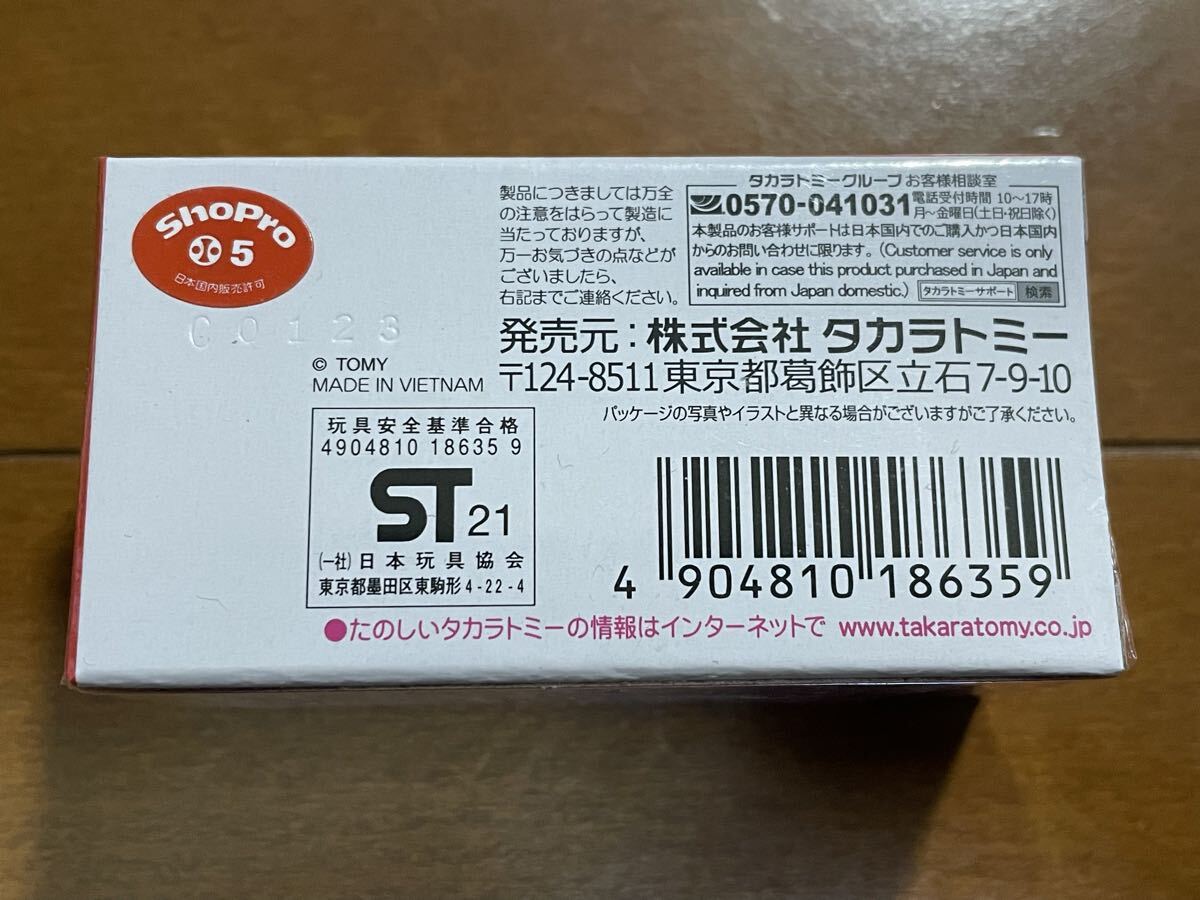 ShoPro
5
日本国内販売許可
C0123
© TOMY
MADE IN VIETNAM
製品につきましては万全
の注意をはらって製造に
当たっておりますが、
万一お気づきの点などが
ございましたら、
右記までご連絡ください。
タカラトミーグループ お客様相談室
0570-041031 電話受付時間 10〜17時
月〜金曜日(土日・祝日除く)
本製品のお客様サポートは日本国内でのご購入かつ日本国内
からのお問い合わせに限ります。(Customer service is only
available in case this product purchased in Japan and
inquired from Japan domestic.) タカラトミーサポート 検索
発売元:株式会社 タカラトミー
〒124-8511 東京都葛飾区立石7-9-10
パッケージの写真やイラストと異なる場合がございますがご了承ください。
玩具安全基準合格
4904810 18635 9
ST 21
(一社)日本玩具協会
東京都墨田区東駒形4-22-4
4 904810 186359
●たのしいタカラトミーの情報はインターネットで www.takaratomy.co.jp